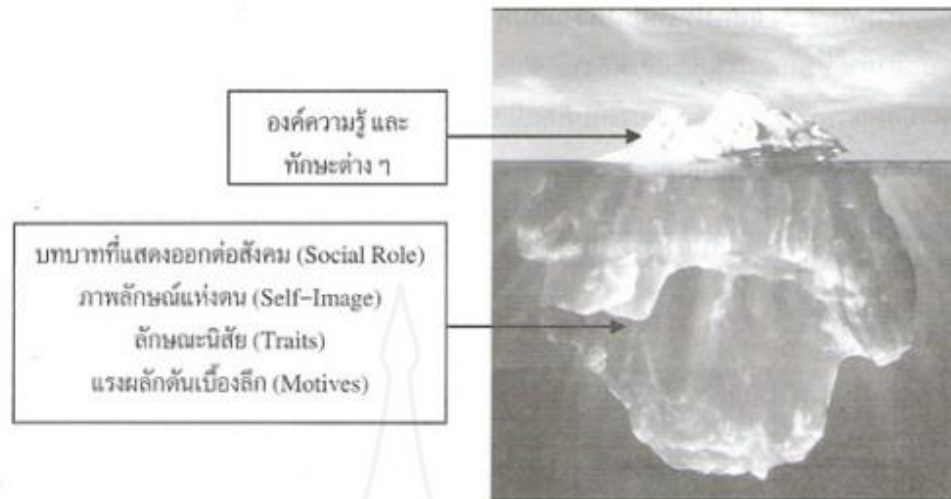 องค์ความรู้ และ
ทักษะต่าง ๆ
บทบาทที่แสดงออกต่อสังคม (Social Role)
ภาพลักษณ์แห่งตน (Self-Image)
ลักษณะนิสัย (Traits)
แรงผลักดันเบื้องลึก (Motives)